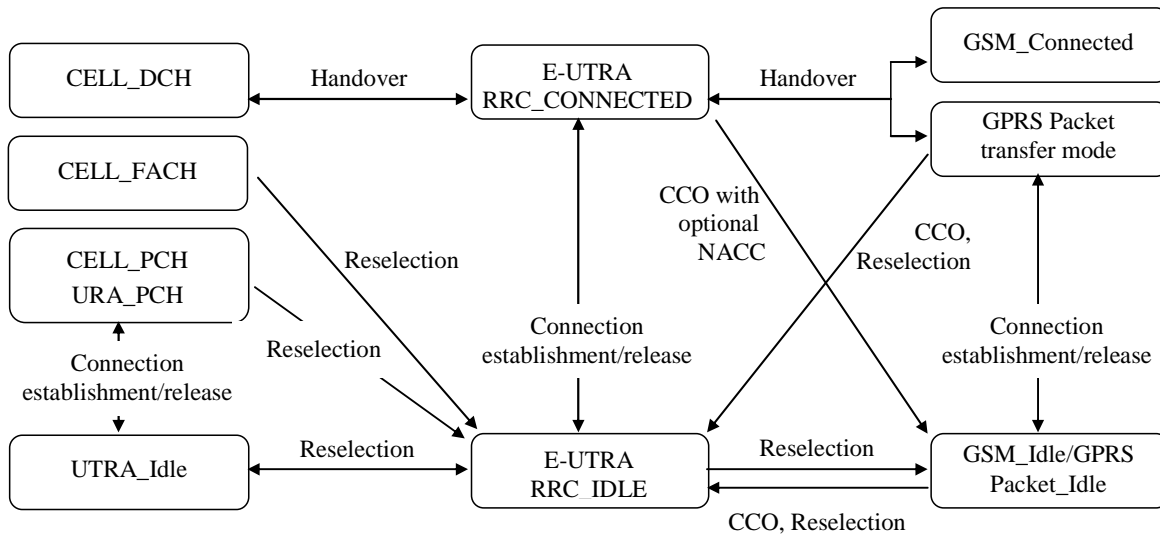 GSM_Connected
CELL_DCH
Handover
E-UTRA
RRC_CONNECTED
Handover
GPRS Packet
transfer mode
CELL_FACH
CCO with
optional
NACC
CCO,
Reselection
CELL_PCH
URA_PCH
Reselection
Reselection
Connection
establishment/release
Connection
establishment/release
Connection
establishment/release
UTRA_Idle
Reselection
E-UTRA
RRC_IDLE
Reselection
GSM_Idle/GPRS
Packet_Idle
CCO, Reselection